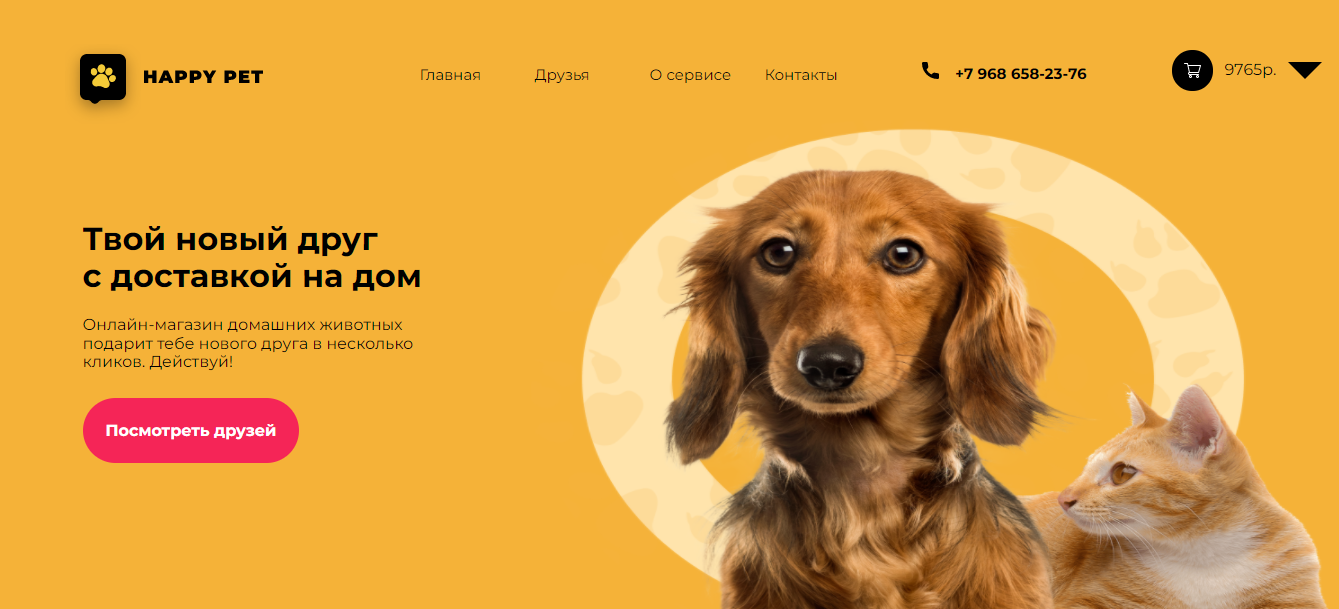 HAPPY PET
Главная
Друзья
О сервисе
Контакты
+7 968 658-23-76
9765р.
Твой новый друг
с доставкой на дом
Онлайн-магазин домашних животных
подарит тебе нового друга в несколько
кликов. Действуй!
Посмотреть друзей